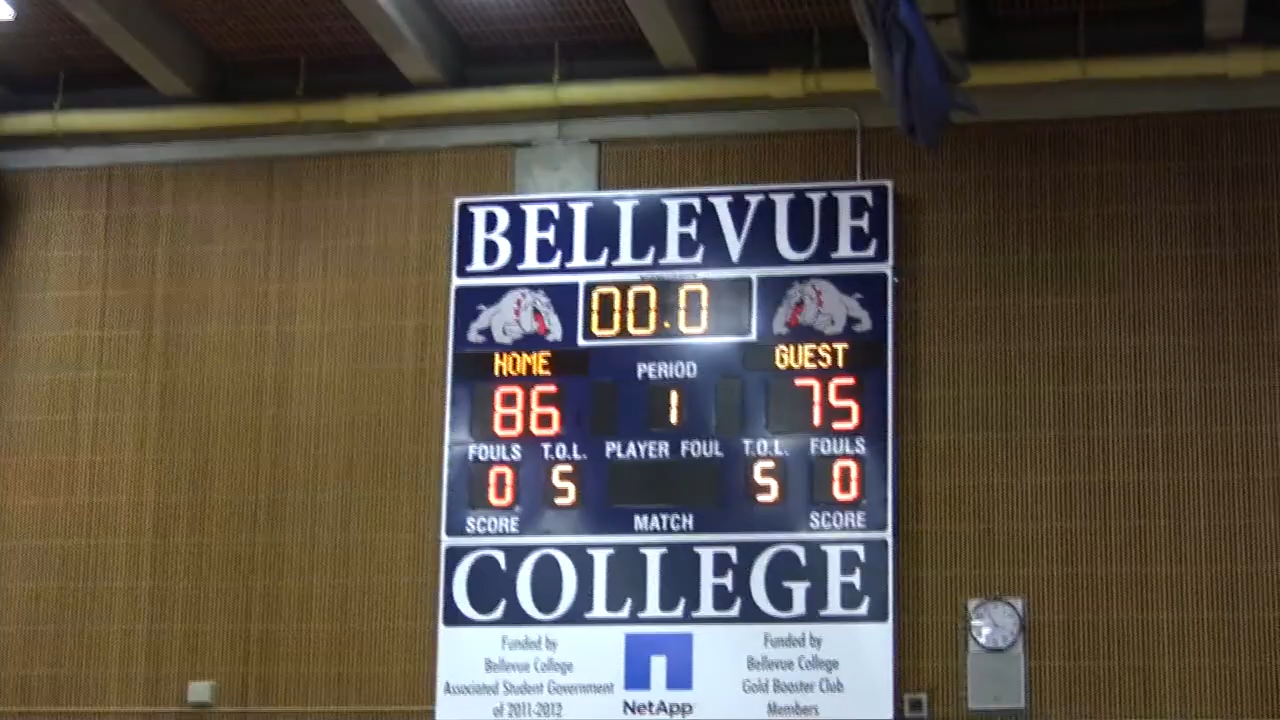 BELLEVUE
00.0
HOME PERIOD GUEST
86 1 75
FOULS T.O.L. PLAYER FOUL T.O.L. FOULS
0 5 5 0
SCORE MATCH SCORE
COLLEGE
Funded by
Bellevue College
Associated Student Government
of 2011-2012
NetApp
Funded by
Bellevue College
Gold Booster Club
Members